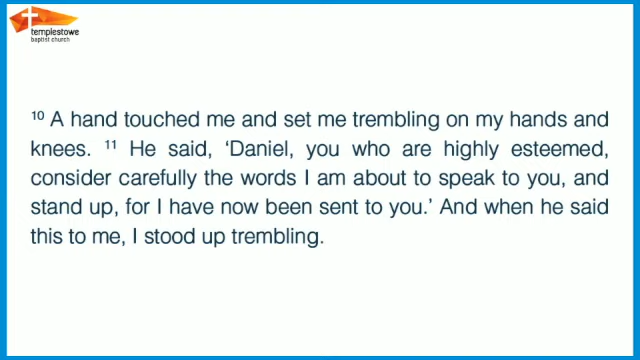 templestowe
baptist church
¹⁰ A hand touched me and set me trembling on my hands and
knees. ¹¹ He said, ‘Daniel, you who are highly esteemed,
consider carefully the words I am about to speak to you, and
stand up, for I have now been sent to you.’ And when he said
this to me, I stood up trembling.